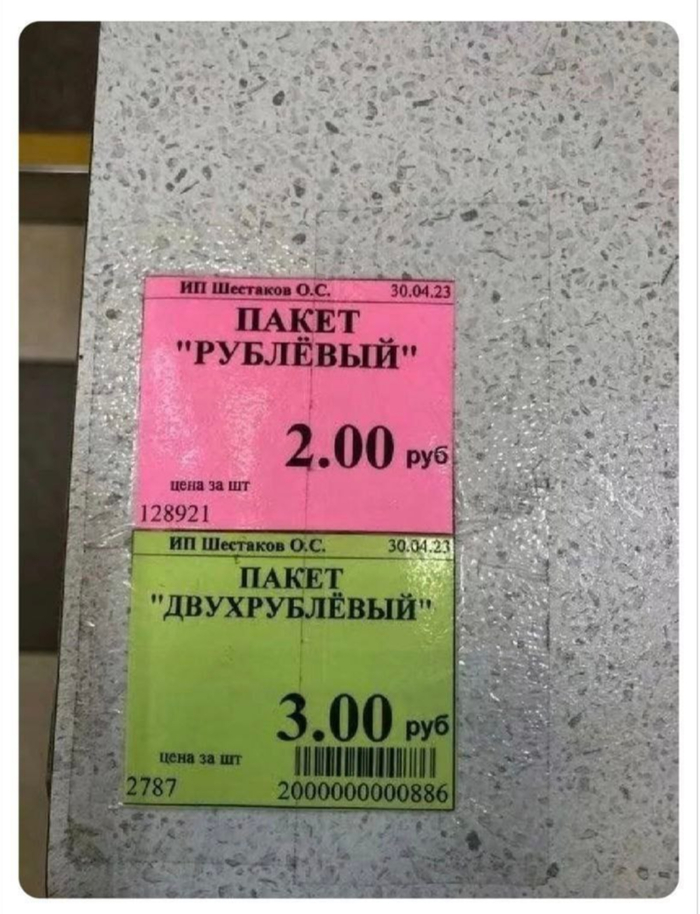 ИП Шестаков О.С. 30.04.23
ПАКЕТ
"РУБЛЁВЫЙ"
2.00 руб
цена за шт
128921
ИП Шестаков О.С. 30.04.23
ПАКЕТ
"ДВУХРУБЛЁВЫЙ"
3.00 руб
цена за шт
2787 2000000000886